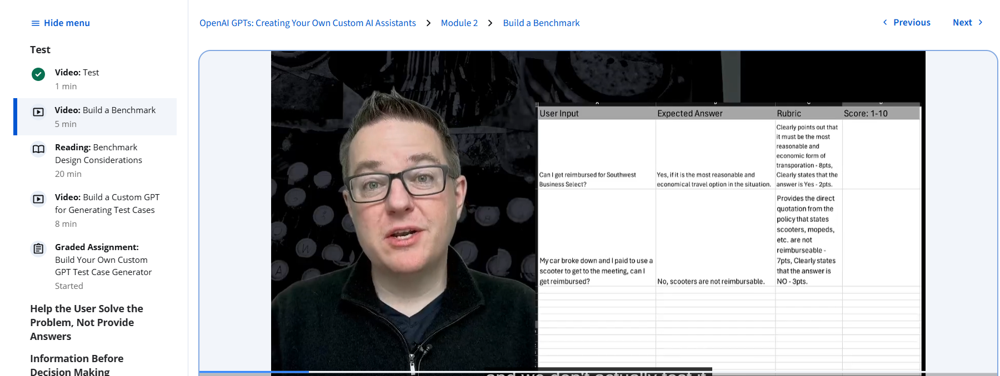 Hide menu
OpenAI GPTs: Creating Your Own Custom AI Assistants
Module 2
Build a Benchmark
Previous
Next
Test
Video: Test
1 min
Video: Build a Benchmark
5 min
Reading: Benchmark
Design Considerations
20 min
Video: Build a Custom GPT
for Generating Test Cases
8 min
Graded Assignment:
Build Your Own Custom
GPT Test Case Generator
Started
Help the User Solve the
Problem, Not Provide
Answers
Information Before
Decision Making
User Input
Expected Answer
Rubric
Score: 1-10
Can I get reimbursed for Southwest
Business Select?
Yes, if it is the most reasonable and
economical travel option in the situation.
Clearly points out that
it must be the most
reasonable and
economic form of
transporation - 8pts,
Clearly states that the
answer is Yes - 2pts.
My car broke down and I paid to use a
scooter to get to the meeting, can I
get reimbursed?
No, scooters are not reimbursable.
Provides the direct
quotation from the
policy that states
scooters, mopeds,
etc. are not
reimburseable -
7pts, Clearly states
that the answer is
NO - 3pts.
and we don't actually test it